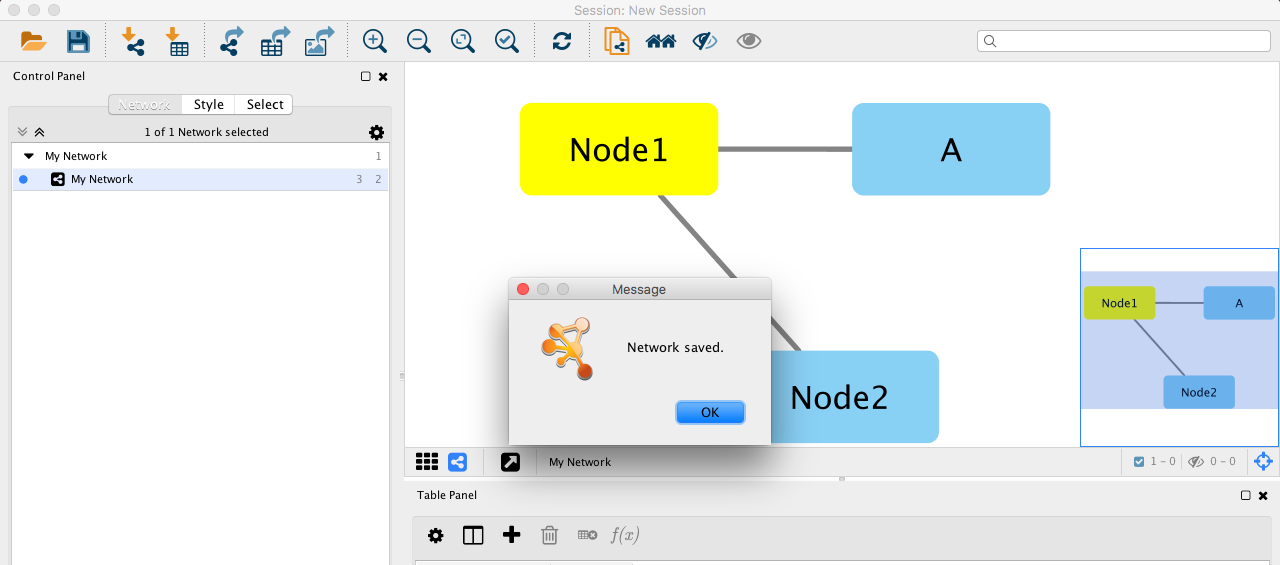 Session: New Session
Control Panel
Network Style Select
1 of 1 Network selected
My Network 1
My Network 3 2
Node1 A
Node2
Message
Network saved.
OK
Node1 A
Node2
My Network 1 – 0 0 – 0
Table Panel
f(x)